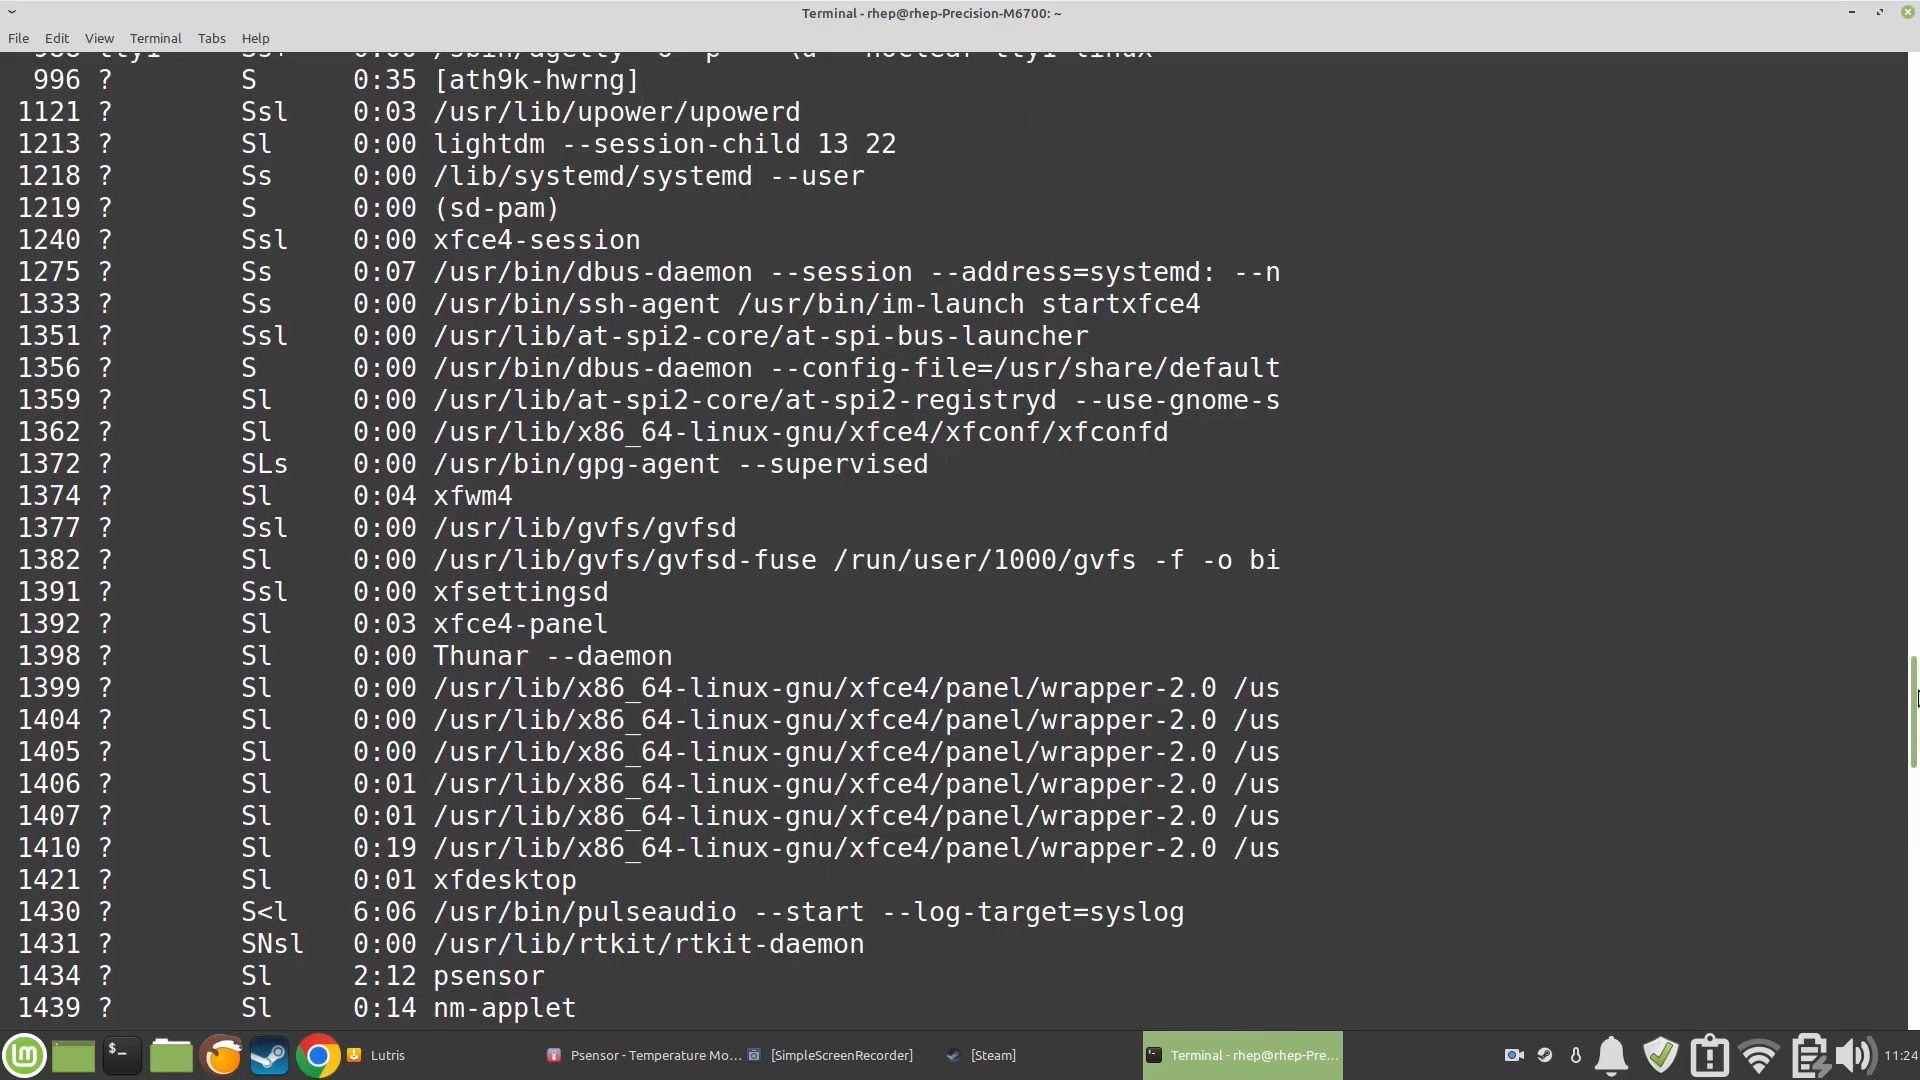 Terminal - rhep@rhep-Precision-M6700: ~
File Edit View Terminal Tabs Help
996 ? S 0:35 [ath9k-hwrng]
1121 ? Ssl 0:03 /usr/lib/upower/upowerd
1213 ? Sl 0:00 lightdm --session-child 13 22
1218 ? Ss 0:00 /lib/systemd/systemd --user
1219 ? S 0:00 (sd-pam)
1240 ? Ssl 0:00 xfce4-session
1275 ? Ss 0:07 /usr/bin/dbus-daemon --session --address=systemd: --n
1333 ? Ss 0:00 /usr/bin/ssh-agent /usr/bin/im-launch startxfce4
1351 ? Ssl 0:00 /usr/lib/at-spi2-core/at-spi-bus-launcher
1356 ? S 0:00 /usr/bin/dbus-daemon --config-file=/usr/share/default
1359 ? Sl 0:00 /usr/lib/at-spi2-core/at-spi2-registryd --use-gnome-s
1362 ? Sl 0:00 /usr/lib/x86_64-linux-gnu/xfce4/xfconf/xfconfd
1372 ? SLs 0:00 /usr/bin/gpg-agent --supervised
1374 ? Sl 0:04 xfwm4
1377 ? Ssl 0:00 /usr/lib/gvfs/gvfsd
1382 ? Sl 0:00 /usr/lib/gvfs/gvfsd-fuse /run/user/1000/gvfs -f -o bi
1391 ? Ssl 0:00 xfsettingsd
1392 ? Sl 0:03 xfce4-panel
1398 ? Sl 0:00 Thunar --daemon
1399 ? Sl 0:00 /usr/lib/x86_64-linux-gnu/xfce4/panel/wrapper-2.0 /us
1404 ? Sl 0:00 /usr/lib/x86_64-linux-gnu/xfce4/panel/wrapper-2.0 /us
1405 ? Sl 0:00 /usr/lib/x86_64-linux-gnu/xfce4/panel/wrapper-2.0 /us
1406 ? Sl 0:01 /usr/lib/x86_64-linux-gnu/xfce4/panel/wrapper-2.0 /us
1407 ? Sl 0:01 /usr/lib/x86_64-linux-gnu/xfce4/panel/wrapper-2.0 /us
1410 ? Sl 0:19 /usr/lib/x86_64-linux-gnu/xfce4/panel/wrapper-2.0 /us
1421 ? Sl 0:01 xfdesktop
1430 ? S<l 6:06 /usr/bin/pulseaudio --start --log-target=syslog
1431 ? SNsl 0:00 /usr/lib/rtkit/rtkit-daemon
1434 ? Sl 2:12 psensor
1439 ? Sl 0:14 nm-applet
Lutris Psensor - Temperature Mo... [SimpleScreenRecorder] [Steam] Terminal - rhep@rhep-Pre... 11:24